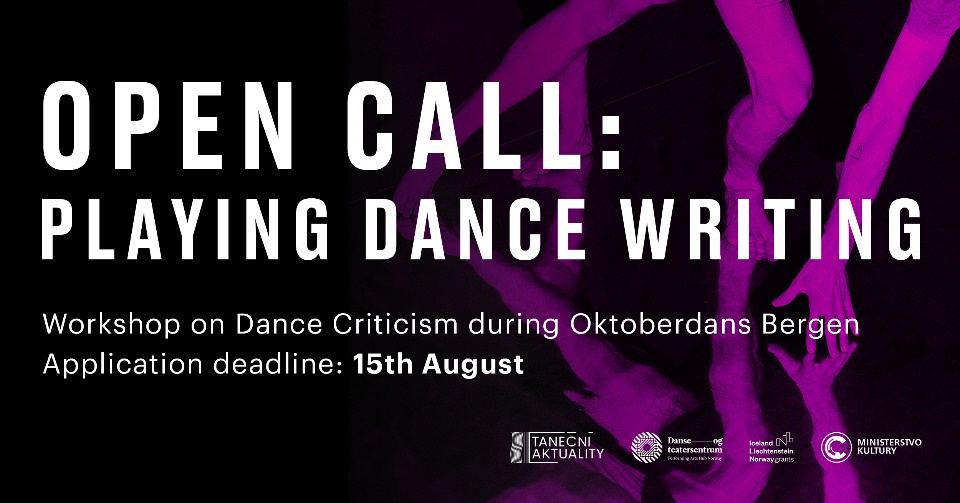 OPEN CALL:
PLAYING DANCE WRITING
Workshop on Dance Criticism during Oktoberdans Bergen
Application deadline: 15th August
TANEČNÍ
AKTUALITY
Danse og
teatersentrum
Performing Arts Hub Norway
Iceland
Liechtenstein
Norway grants
MINISTERSTVO
KULTURY